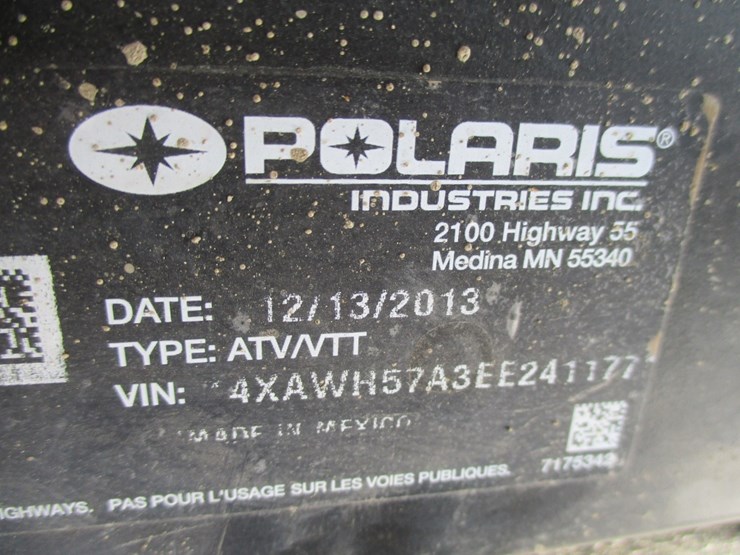 POLARIS®
INDUSTRIES INC.
2100 Highway 55
Medina MN 55340
DATE: 12/13/2013
TYPE: ATV/VTT
VIN: *4XAWH57A3EE241177*
MADE IN MEXICO
7175343
IGHWAYS. PAS POUR L'USAGE SUR LES VOIES PUBLIQUES.